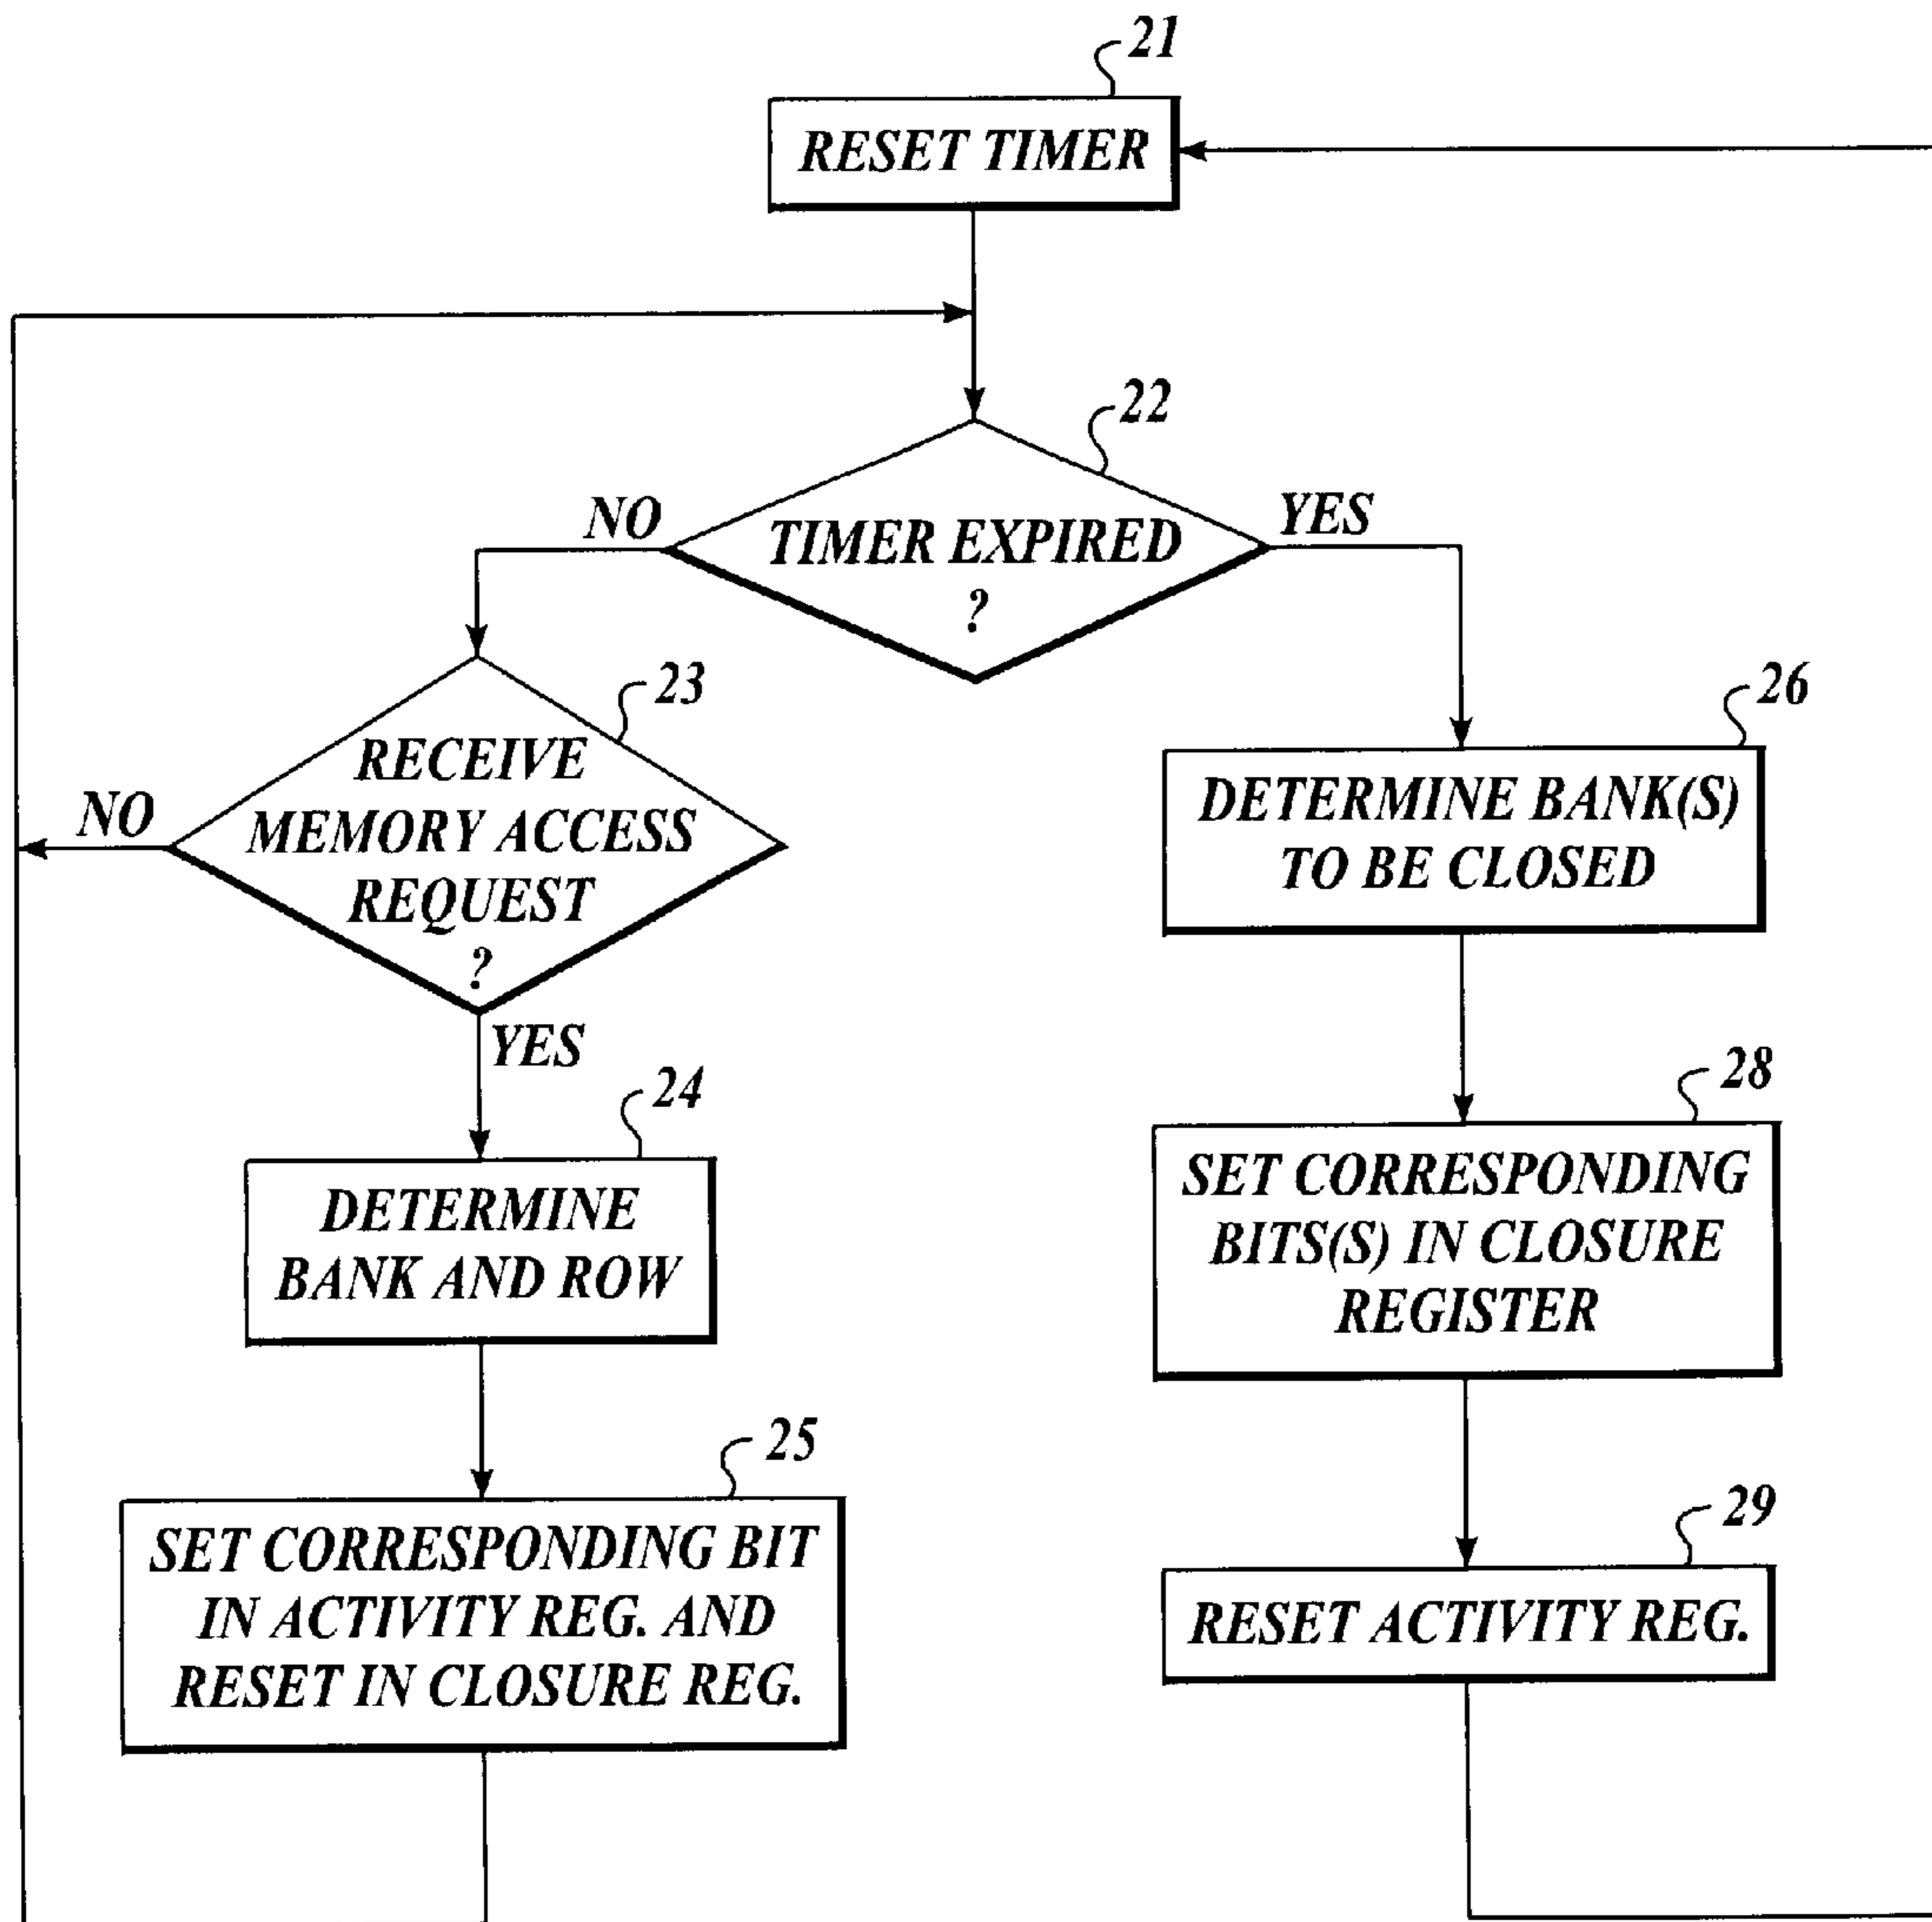 21
RESET TIMER
22
NO
YES
TIMER EXPIRED
?
23
RECEIVE
MEMORY ACCESS
REQUEST
?
NO
YES
26
DETERMINE BANK(S)
TO BE CLOSED
24
DETERMINE
BANK AND ROW
28
SET CORRESPONDING
BITS(S) IN CLOSURE
REGISTER
25
SET CORRESPONDING BIT
IN ACTIVITY REG. AND
RESET IN CLOSURE REG.
29
RESET ACTIVITY REG.